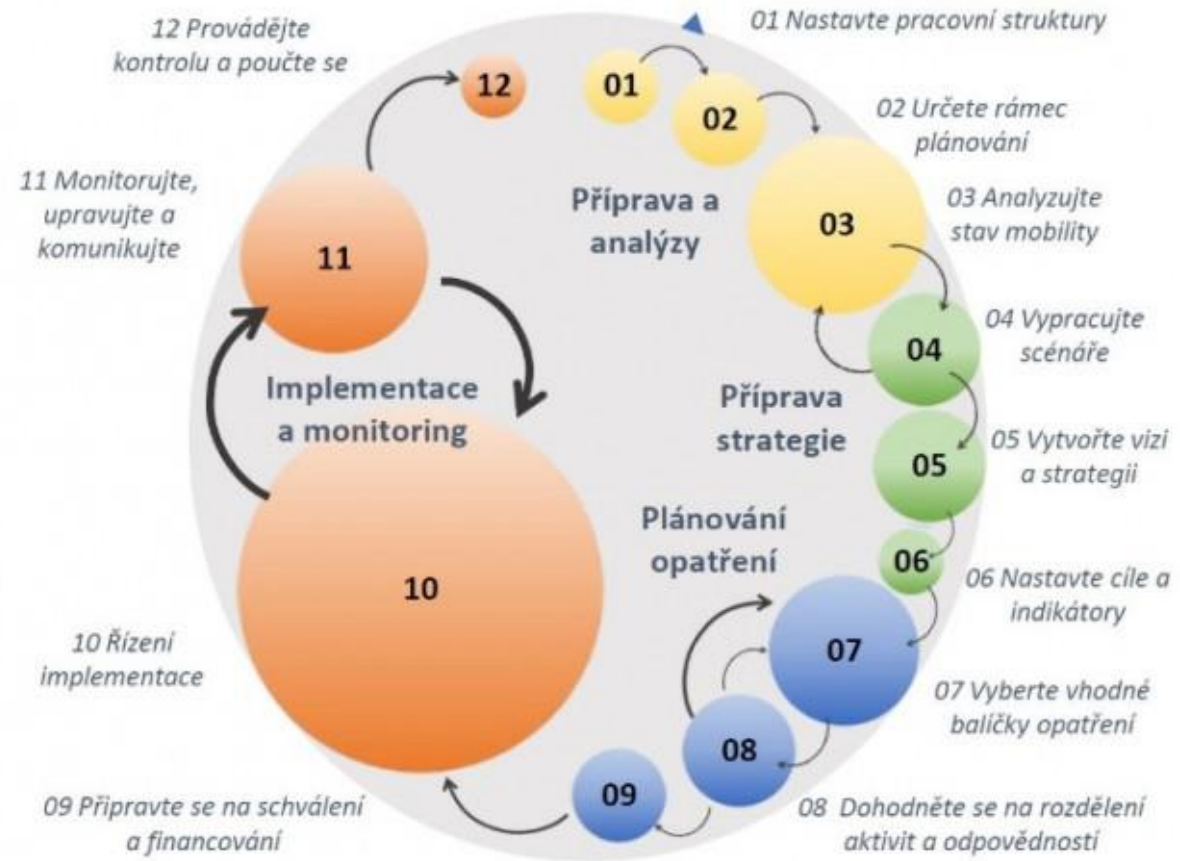 12 Provádějte
kontrolu a poučte se
12
01
01 Nastavte pracovní struktury
02
02 Určete rámec
plánování
11 Monitorujte,
upravujte a
komunikujte
11
Příprava a
analýzy
03
03 Analyzujte
stav mobility
04
04 Vypracujte
scénáře
Implementace
a monitoring
Příprava
strategie
05
05 Vytvořte vizi
a strategii
Plánování
opatření
06
06 Nastavte cíle a
indikátory
10
10 Řízení
implementace
07
07 Vyberte vhodné
balíčky opatření
08
09
09 Připravte se na schválení
a financování
08 Dohodněte se na rozdělení
aktivit a odpovědností